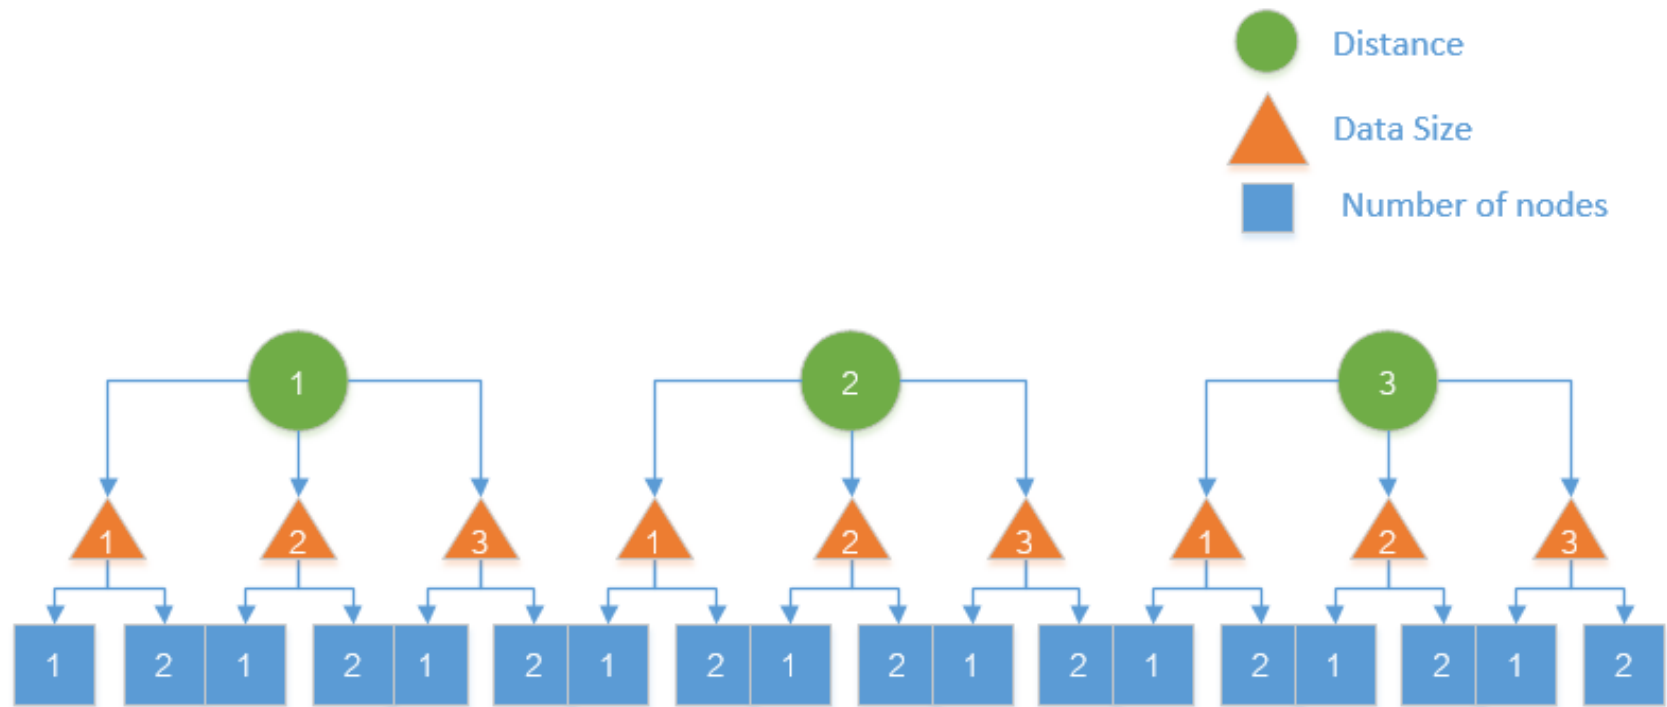 Distance
Data Size
Number of nodes
1 2 3
1 2 3 1 2 3 1 2 3
1 2 1 2 1 2 1 2 1 2 1 2 1 2 1 2 1 2